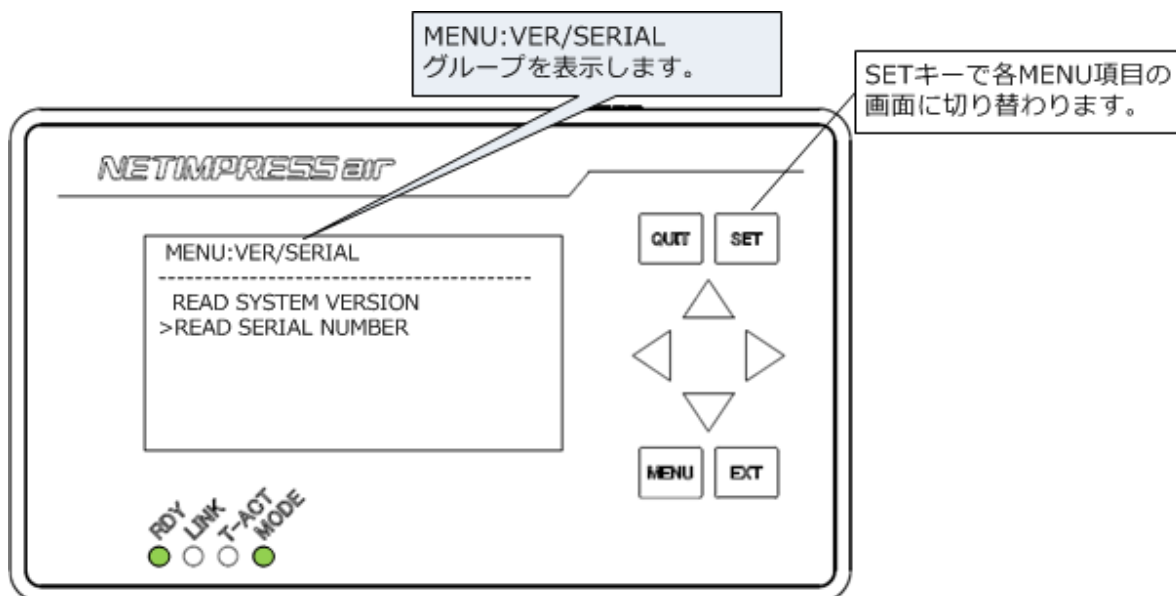 MENU:VER/SERIAL
グループを表示します。
SETキーで各MENU項目の
画面に切り替わります。
NETIMPRESS air
MENU:VER/SERIAL
----------------------------------------
READ SYSTEM VERSION
>READ SERIAL NUMBER
QUIT
SET
MENU
EXT
RDY
LINK
T-ACT
MODE